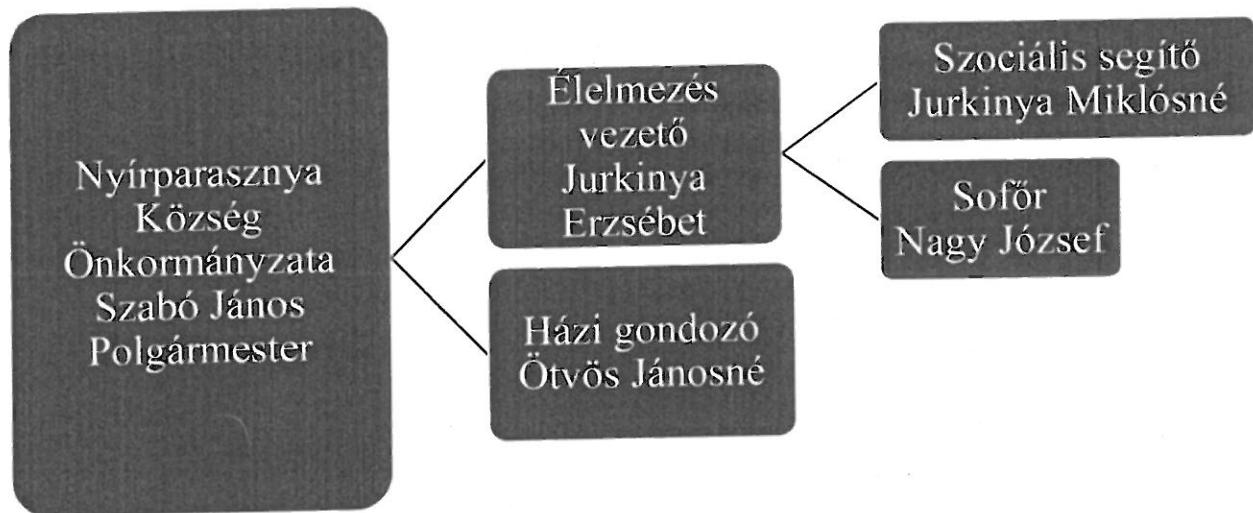 Nyírparasznya
Község
Önkormányzata
Szabó János
Polgármester
Élelmezés
vezető
Jurkinya
Erzsébet
Házi gondozó
Ötvös Jánosné
Szociális segítő
Jurkinya Miklósné
Sofőr
Nagy József